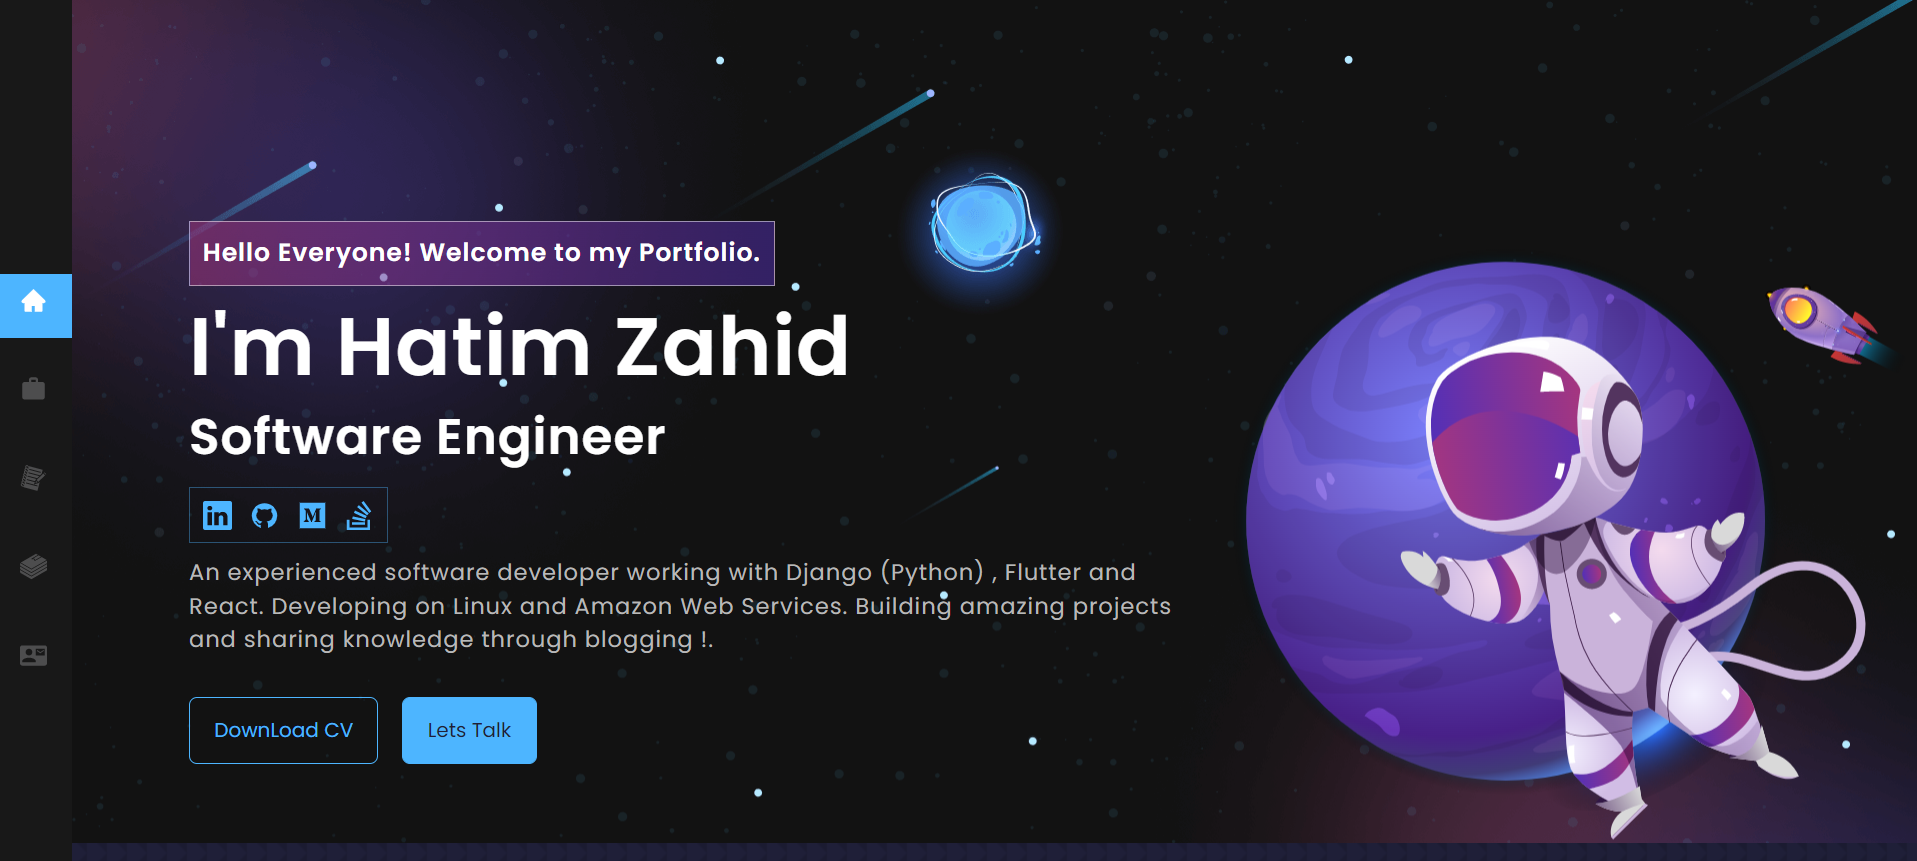 Hello Everyone! Welcome to my Portfolio.
I'm Hatim Zahid
Software Engineer
in M
An experienced software developer working with Django (Python) , Flutter and
React. Developing on Linux and Amazon Web Services. Building amazing projects
and sharing knowledge through blogging !.
DownLoad CV Lets Talk